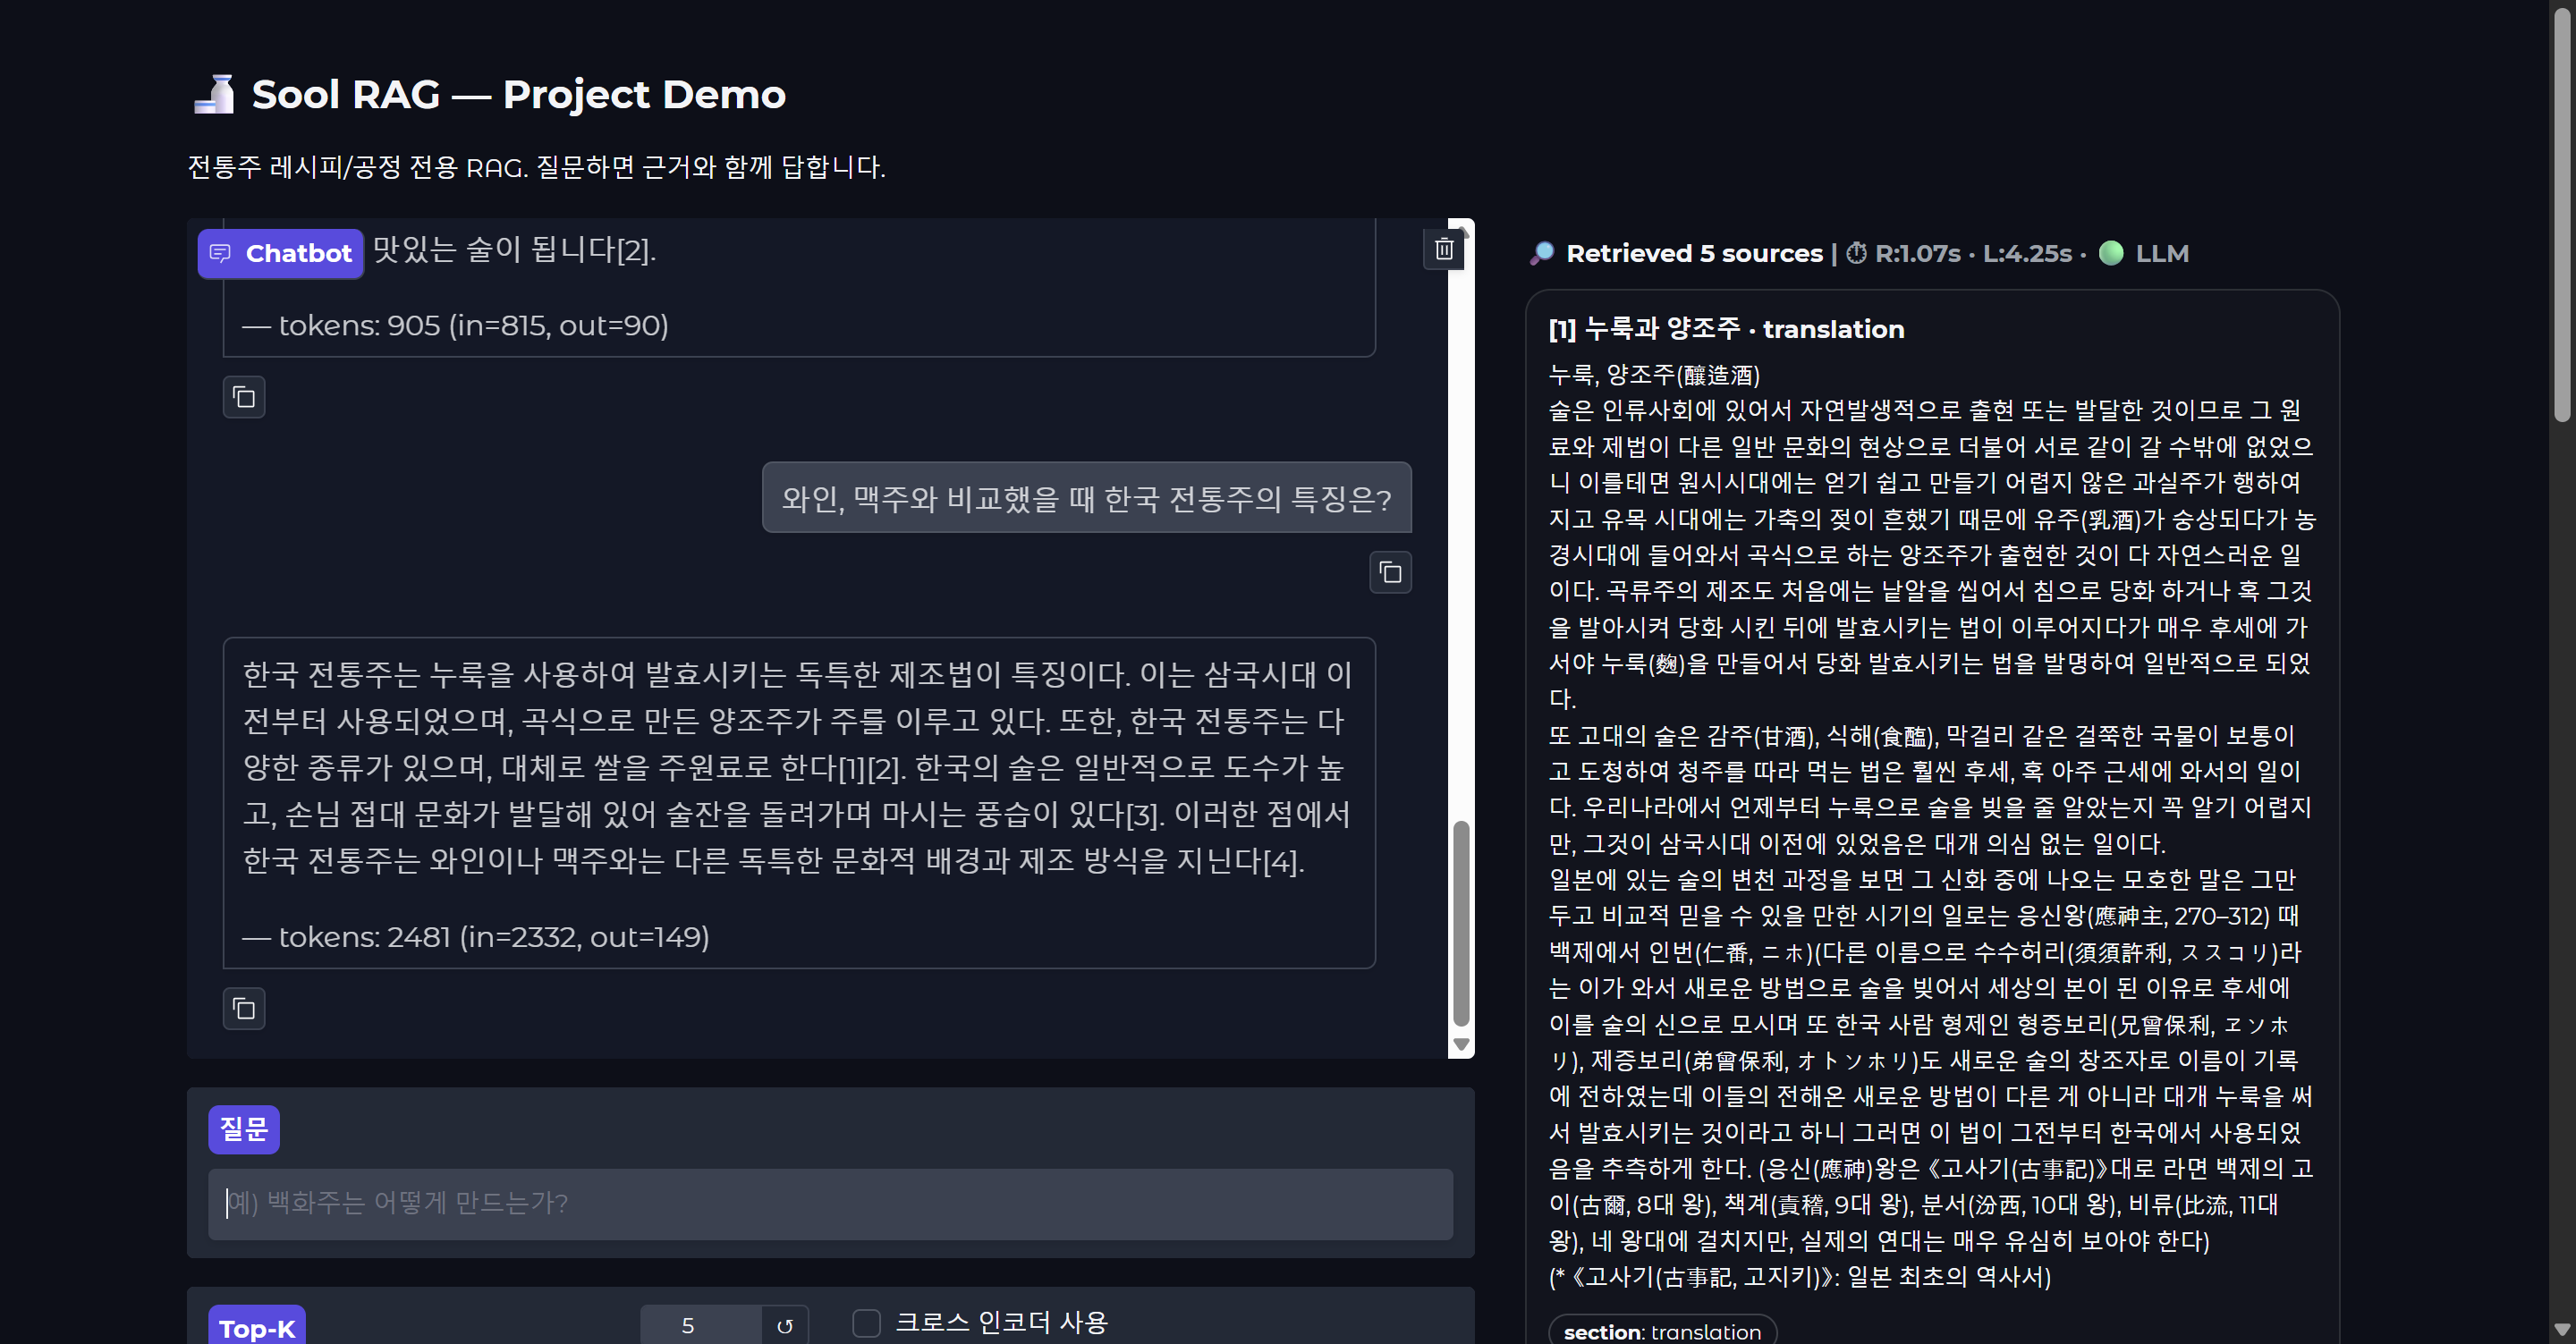 Sool RAG — Project Demo
전통주 레시피/공정 전용 RAG. 질문하면 근거와 함께 답합니다.
Chatbot
맛있는 술이 됩니다[2].
— tokens: 905 (in=815, out=90)
와인, 맥주와 비교했을 때 한국 전통주의 특징은?
한국 전통주는 누룩을 사용하여 발효시키는 독특한 제조법이 특징이다. 이는 삼국시대 이
전부터 사용되었으며, 곡식으로 만든 양조주가 주를 이루고 있다. 또한, 한국 전통주는 다
양한 종류가 있으며, 대체로 쌀을 주원료로 한다[1][2]. 한국의 술은 일반적으로 도수가 높
고, 손님 접대 문화가 발달해 있어 술잔을 돌려가며 마시는 풍습이 있다[3]. 이러한 점에서
한국 전통주는 와인이나 맥주와는 다른 독특한 문화적 배경과 제조 방식을 지닌다[4].
— tokens: 2481 (in=2332, out=149)
질문
예) 백화주는 어떻게 만드는가?
Top-K
5
크로스 인코더 사용
Retrieved 5 sources | ⏱ R:1.07s · L:4.25s · LLM
[1] 누룩과 양조주 · translation
누룩, 양조주(釀造酒)
술은 인류사회에 있어서 자연발생적으로 출현 또는 발달한 것이므로 그 원
료와 제법이 다른 일반 문화의 현상으로 더불어 서로 같이 갈 수밖에 없었으
니 이를테면 원시시대에는 얻기 쉽고 만들기 어렵지 않은 과실주가 행하여
지고 유목 시대에는 가축의 젖이 흔했기 때문에 유주(乳酒)가 숭상되다가 농
경시대에 들어와서 곡식으로 하는 양조주가 출현한 것이 다 자연스러운 일
이다. 곡류주의 제조도 처음에는 낱알을 씹어서 침으로 당화 하거나 혹 그것
을 발아시켜 당화 시킨 뒤에 발효시키는 법이 이루어지다가 매우 후세에 가
서야 누룩(麴)을 만들어서 당화 발효시키는 법을 발명하여 일반적으로 되었
다.
또 고대의 술은 감주(甘酒), 식해(食醢), 막걸리 같은 걸쭉한 국물이 보통이
고 도청하여 청주를 따라 먹는 법은 훨씬 후세, 혹 아주 근세에 와서의 일이
다. 우리나라에서 언제부터 누룩으로 술을 빚을 줄 알았는지 꼭 알기 어렵지
만, 그것이 삼국시대 이전에 있었음은 대개 의심 없는 일이다.
일본에 있는 술의 변천 과정을 보면 그 신화 중에 나오는 모호한 말은 그만
두고 비교적 믿을 수 있을 만한 시기의 일로는 응신왕(應神主, 270–312) 때
백제에서 인번(仁番, ニホ)(다른 이름으로 수수허리(須須許利, ススコリ)라
는 이가 와서 새로운 방법으로 술을 빚어서 세상의 본이 된 이유로 후세에
이를 술의 신으로 모시며 또 한국 사람 형제인 형증보리(兄曾保利, ヱソホ
リ), 제증보리(弟曾保利, オトソホリ)도 새로운 술의 창조자로 이름이 기록
에 전하였는데 이들의 전해온 새로운 방법이 다른 게 아니라 대개 누룩을 써
서 발효시키는 것이라고 하니 그러면 이 법이 그전부터 한국에서 사용되었
음을 추측하게 한다. (응신(應神)왕은 《고사기(古事記)》대로 라면 백제의 고
이(古爾, 8대 왕), 책계(責稽, 9대 왕), 분서(汾西, 10대 왕), 비류(比流, 11대
왕), 네 왕대에 걸치지만, 실제의 연대는 매우 유심히 보아야 한다)
(* 《고사기(古事記, 고지키)》: 일본 최초의 역사서)
section: translation